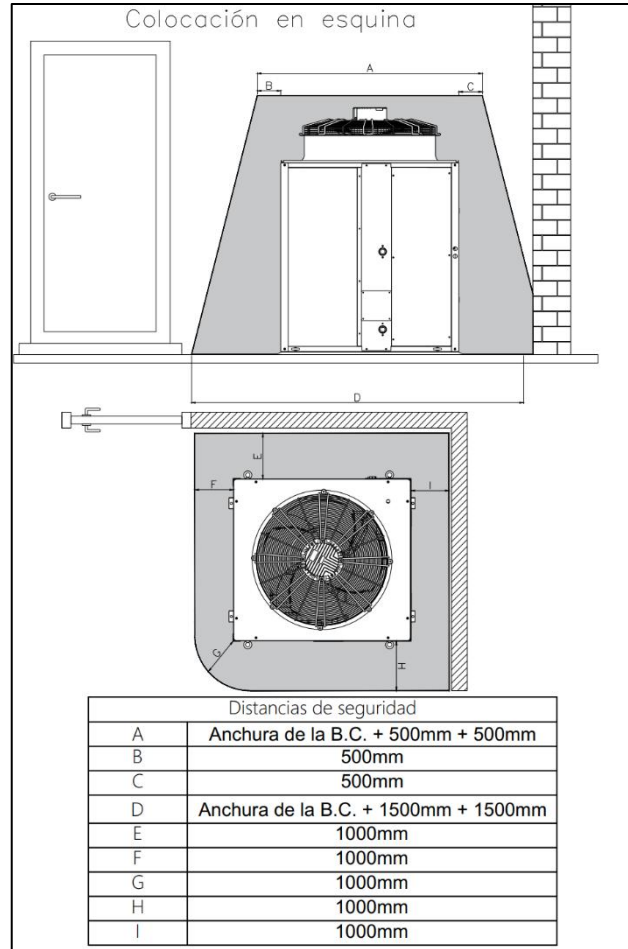 Colocación en esquina
A
B
C
D
E
F
I
G
H
Distancias de seguridad
A Anchura de la B.C. + 500mm + 500mm
B 500mm
C 500mm
D Anchura de la B.C. + 1500mm + 1500mm
E 1000mm
F 1000mm
G 1000mm
H 1000mm
I 1000mm